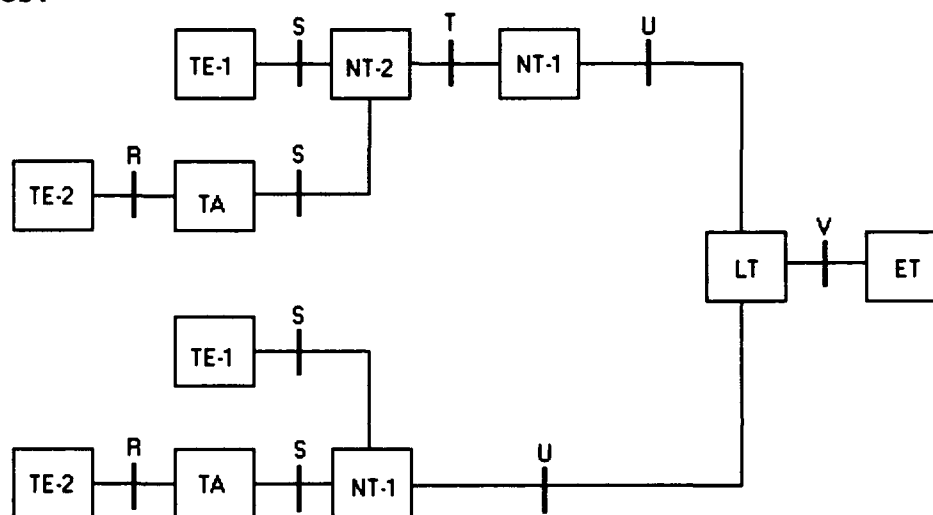 S T U
TE-1 NT-2 NT-1
R S
TE-2 TA
V
LT ET
S
TE-1
R S U
TE-2 TA NT-1